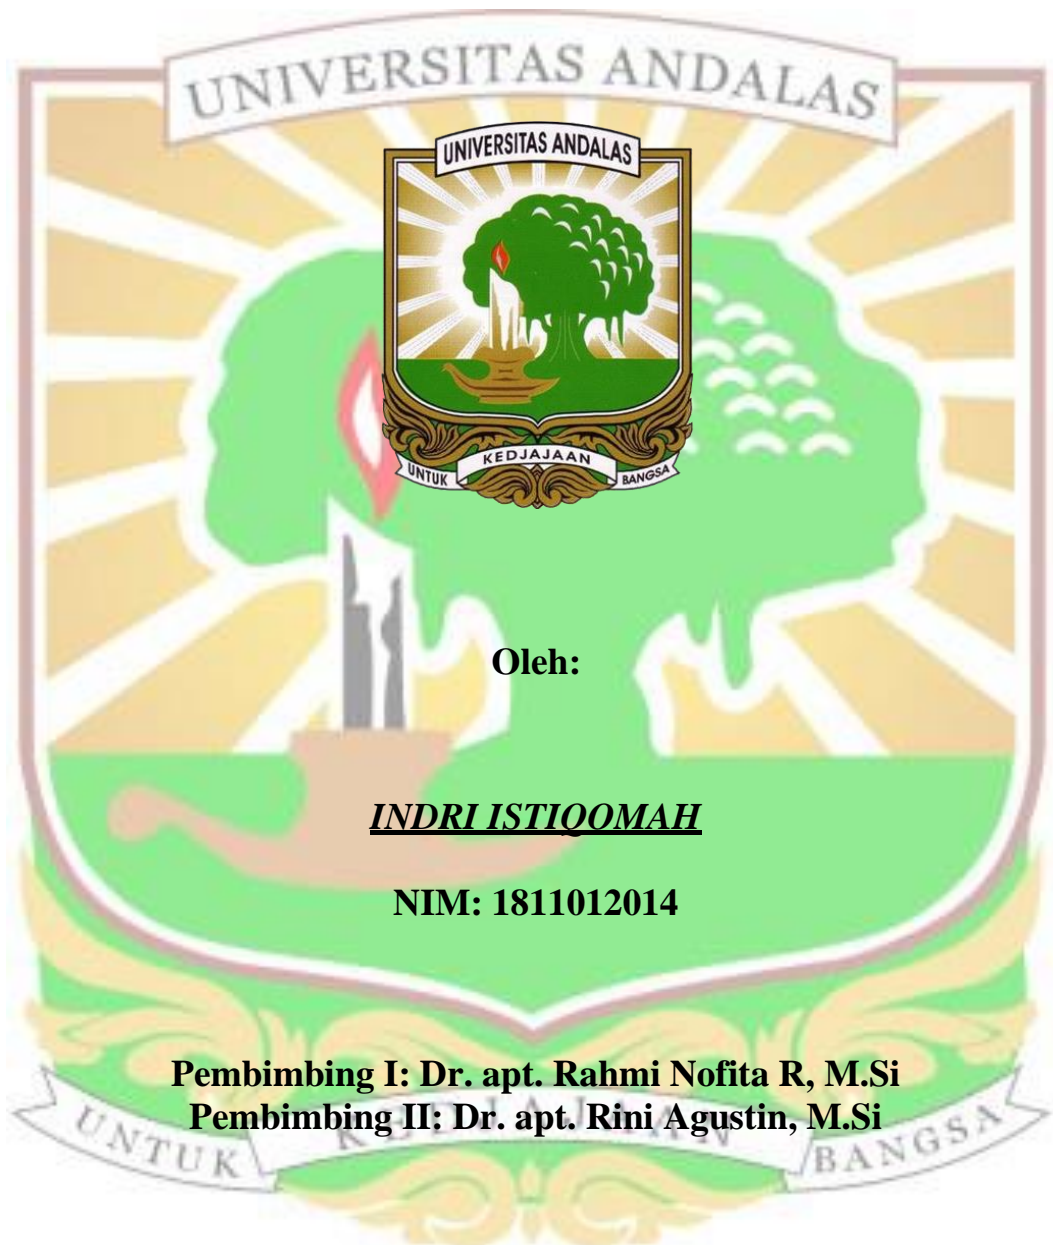 UNIVERSITAS ANDALAS
UNIVERSITAS ANDALAS
UNTUK KEDJAJAAN BANGSA
Oleh:
INDRI ISTIQOMAH
NIM: 1811012014
Pembimbing I: Dr. apt. Rahmi Nofita R, M.Si
Pembimbing II: Dr. apt. Rini Agustin, M.Si
UNTUK KEDJAJAAN BANGSA